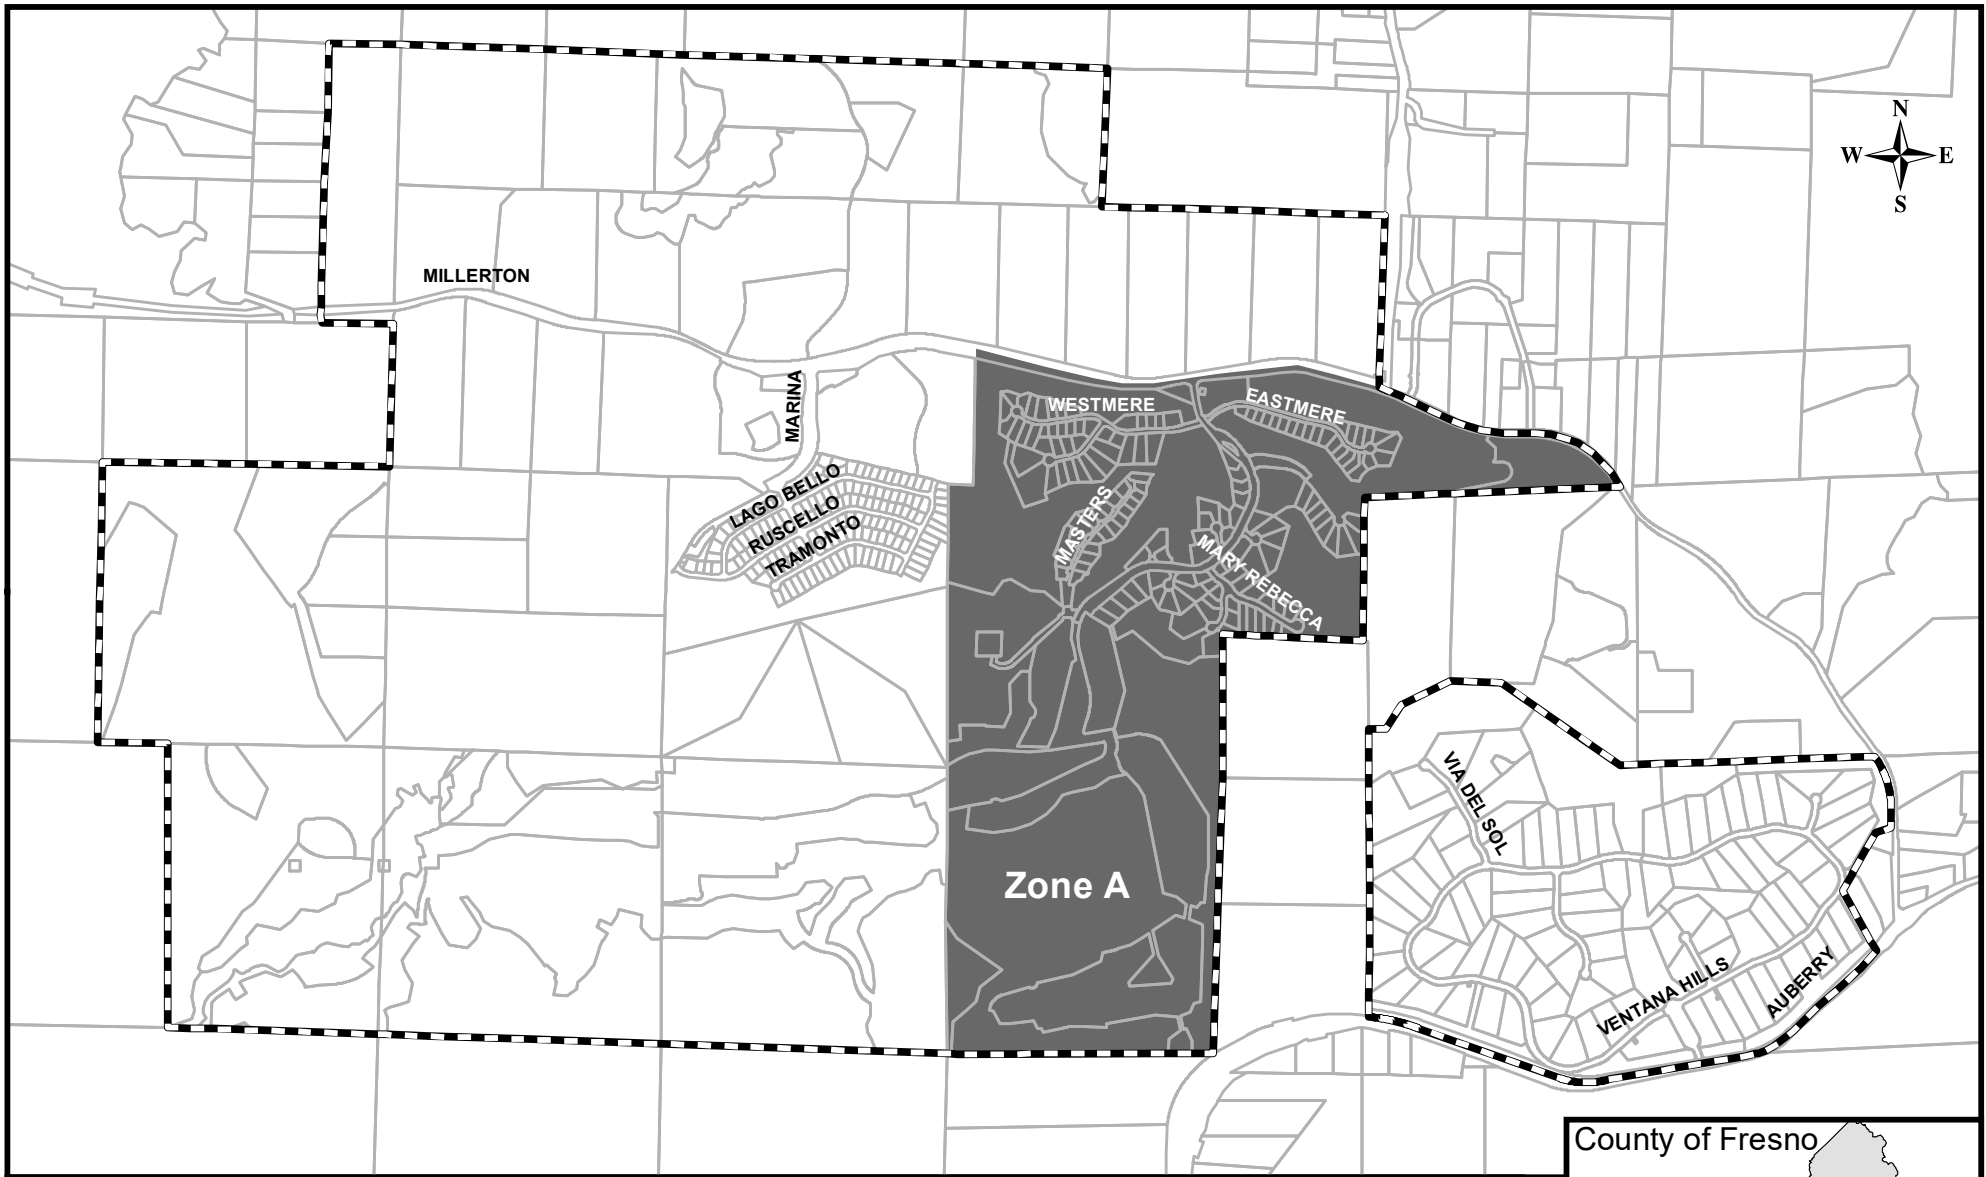 N
W E
S
MILLERTON
MARINA
WESTMERE
EASTMERE
LAGO BELLO
RUSCELLO
TRAMONTO
MASTERS
MARY REBECCA
VIA DEL SOL
Zone A
VENTANA HILLS
AUBERRY
County of Fresno